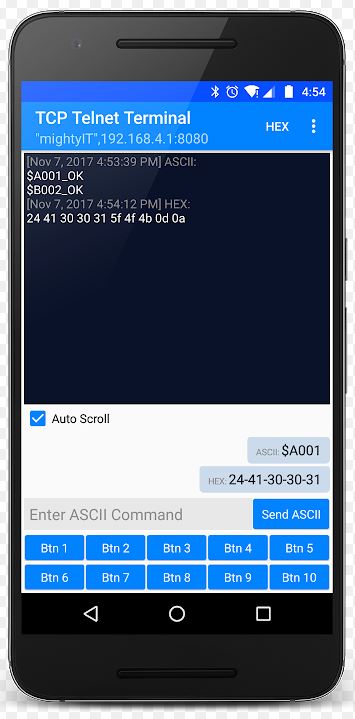 4:54
TCP Telnet Terminal
HEX
"mightyIT",192.168.4.1:8080
[Nov 7, 2017 4:53:39 PM] ASCII:
$A001_OK
$B002_OK
[Nov 7, 2017 4:54:12 PM] HEX:
24 41 30 30 31 5f 4f 4b 0d 0a
Auto Scroll
ASCII: $A001
HEX: 24-41-30-30-31
Enter ASCII Command
Send ASCII
Btn 1 Btn 2 Btn 3 Btn 4 Btn 5
Btn 6 Btn 7 Btn 8 Btn 9 Btn 10